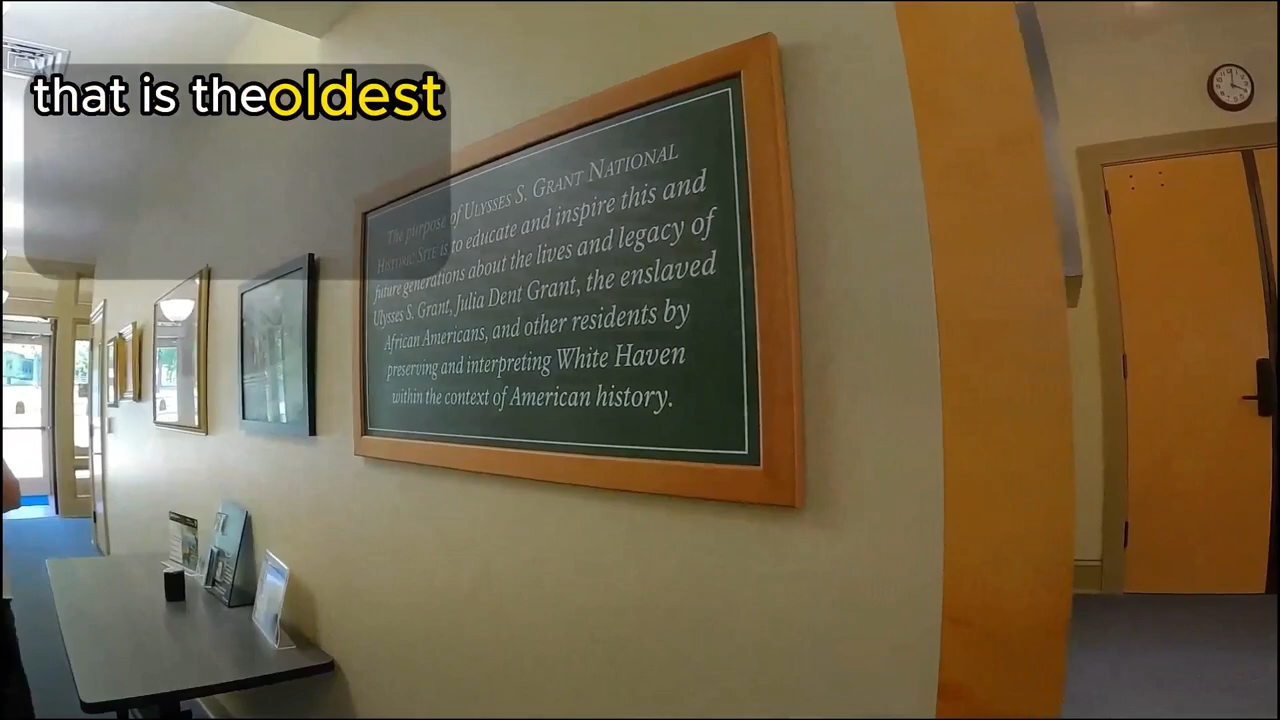 that is the oldest
The purpose of ULYSSES S. GRANT NATIONAL
HISTORIC SITE is to educate and inspire this and
future generations about the lives and legacy of
Ulysses S. Grant, Julia Dent Grant, the enslaved
African Americans, and other residents by
preserving and interpreting White Haven
within the context of American history.